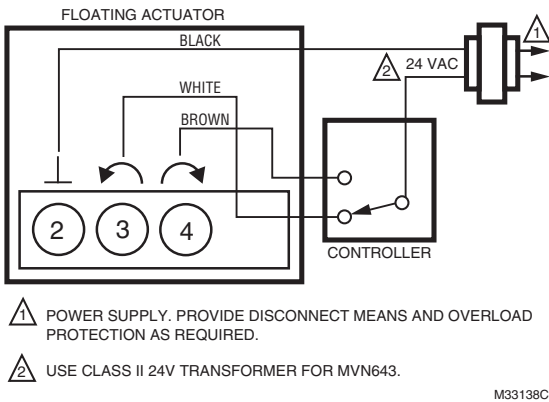 FLOATING ACTUATOR
BLACK
1
2
24 VAC
WHITE
BROWN
2
3
4
CONTROLLER
1 POWER SUPPLY. PROVIDE DISCONNECT MEANS AND OVERLOAD
PROTECTION AS REQUIRED.
2 USE CLASS II 24V TRANSFORMER FOR MVN643.
M33138C